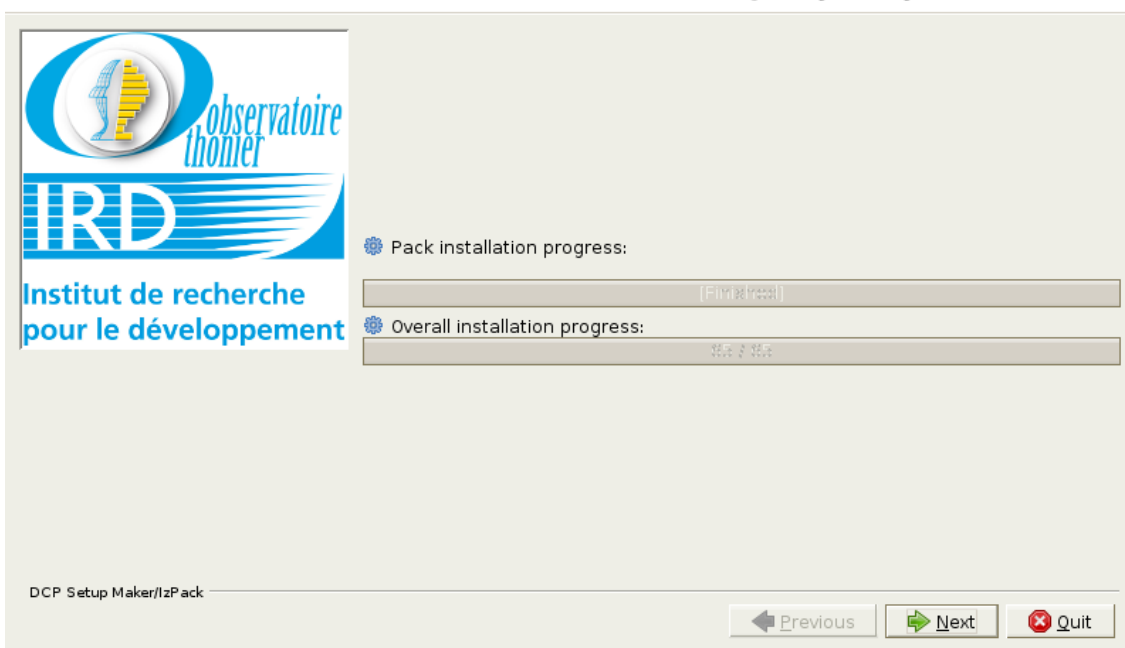 observatoire
thonier
IRD
Institut de recherche
pour le développement
Pack installation progress:
[Finished]
Overall installation progress:
DCP Setup Maker/IzPack
Previous
Next
Quit